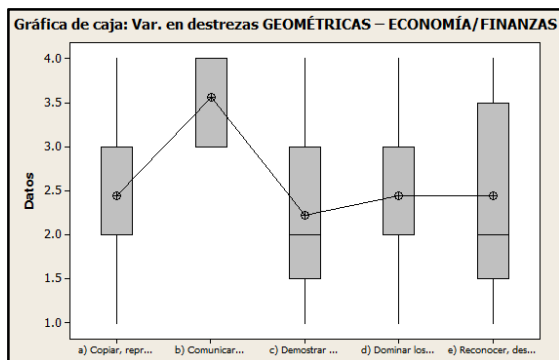 Gráfica de caja: Var. en destrezas GEOMÉTRICAS – ECONOMÍA/FINANZAS
Datos
4.0
3.5
3.0
2.5
2.0
1.5
1.0
a) Copiar, repr... b) Comunicar... c) Demostrar ... d) Dominar los... e) Reconocer, des...